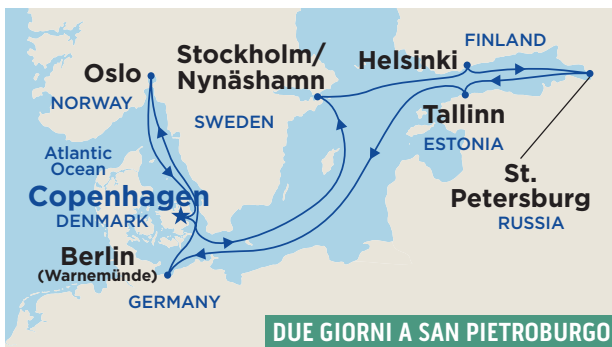 FINLAND
Stockholm/
Nynäshamn
Helsinki
Oslo
NORWAY
SWEDEN
Tallinn
ESTONIA
Atlantic
Ocean
Copenhagen
DENMARK
St.
Petersburg
RUSSIA
Berlin
(Warnemünde)
GERMANY
DUE GIORNI A SAN PIETROBURGO